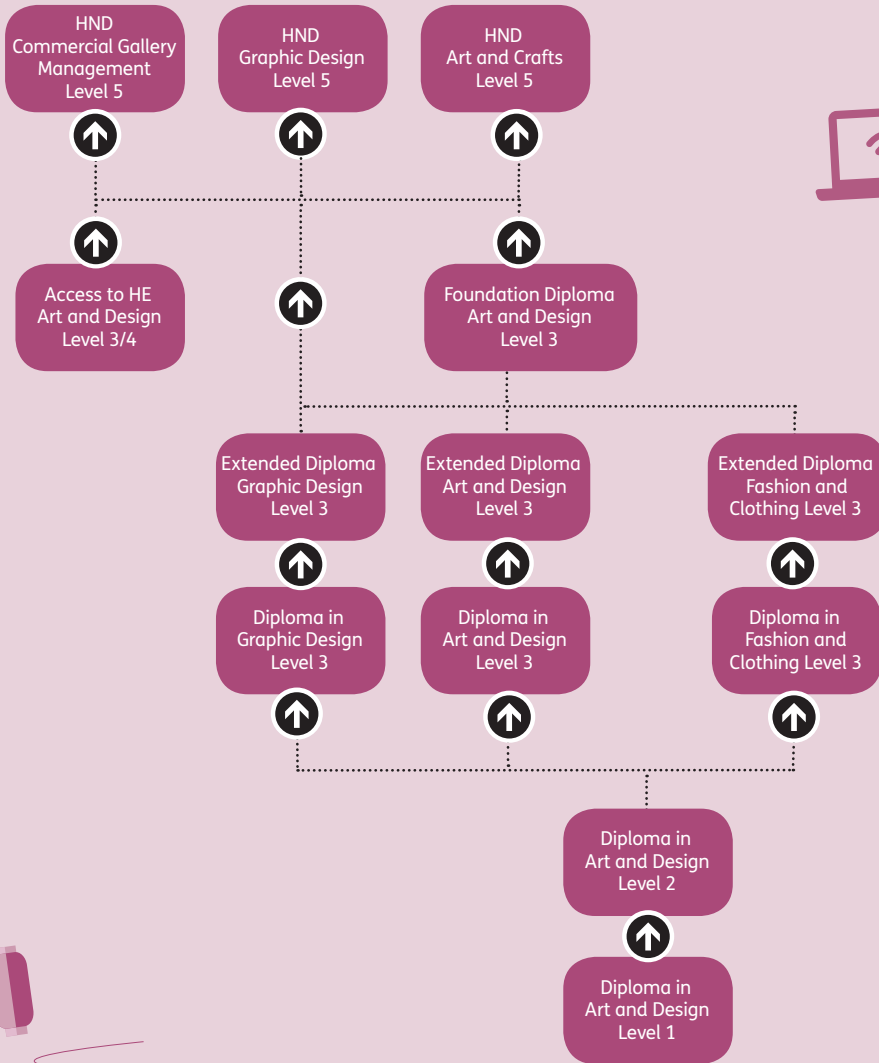 HND
Commercial Gallery
Management
Level 5
HND
Graphic Design
Level 5
HND
Art and Crafts
Level 5
Access to HE
Art and Design
Level 3/4
Foundation Diploma
Art and Design
Level 3
Extended Diploma
Graphic Design
Level 3
Extended Diploma
Art and Design
Level 3
Extended Diploma
Fashion and
Clothing Level 3
Diploma in
Graphic Design
Level 3
Diploma in
Art and Design
Level 3
Diploma in
Fashion and
Clothing Level 3
Diploma in
Art and Design
Level 2
Diploma in
Art and Design
Level 1